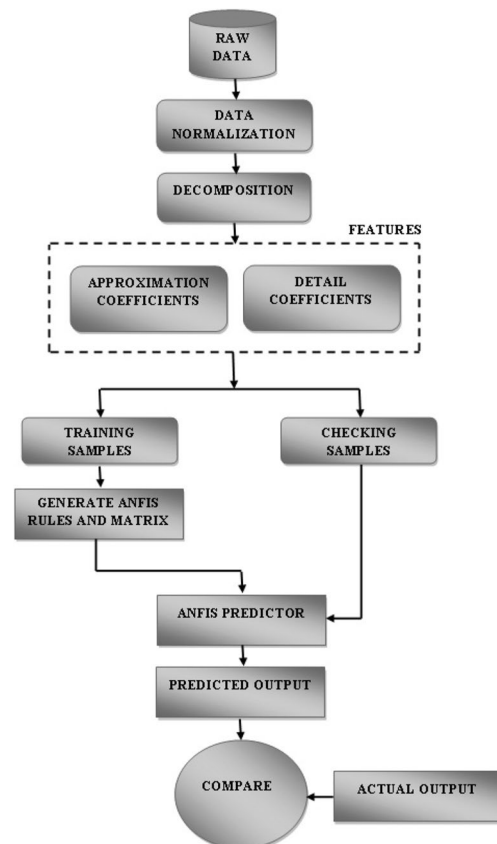 RAW
DATA
DATA
NORMALIZATION
DECOMPOSITION
FEATURES
APPROXIMATION
COEFFICIENTS
DETAIL
COEFFICIENTS
TRAINING
SAMPLES
CHECKING
SAMPLES
GENERATE ANFIS
RULES AND MATRIX
ANFIS PREDICTOR
PREDICTED OUTPUT
COMPARE
ACTUAL OUTPUT